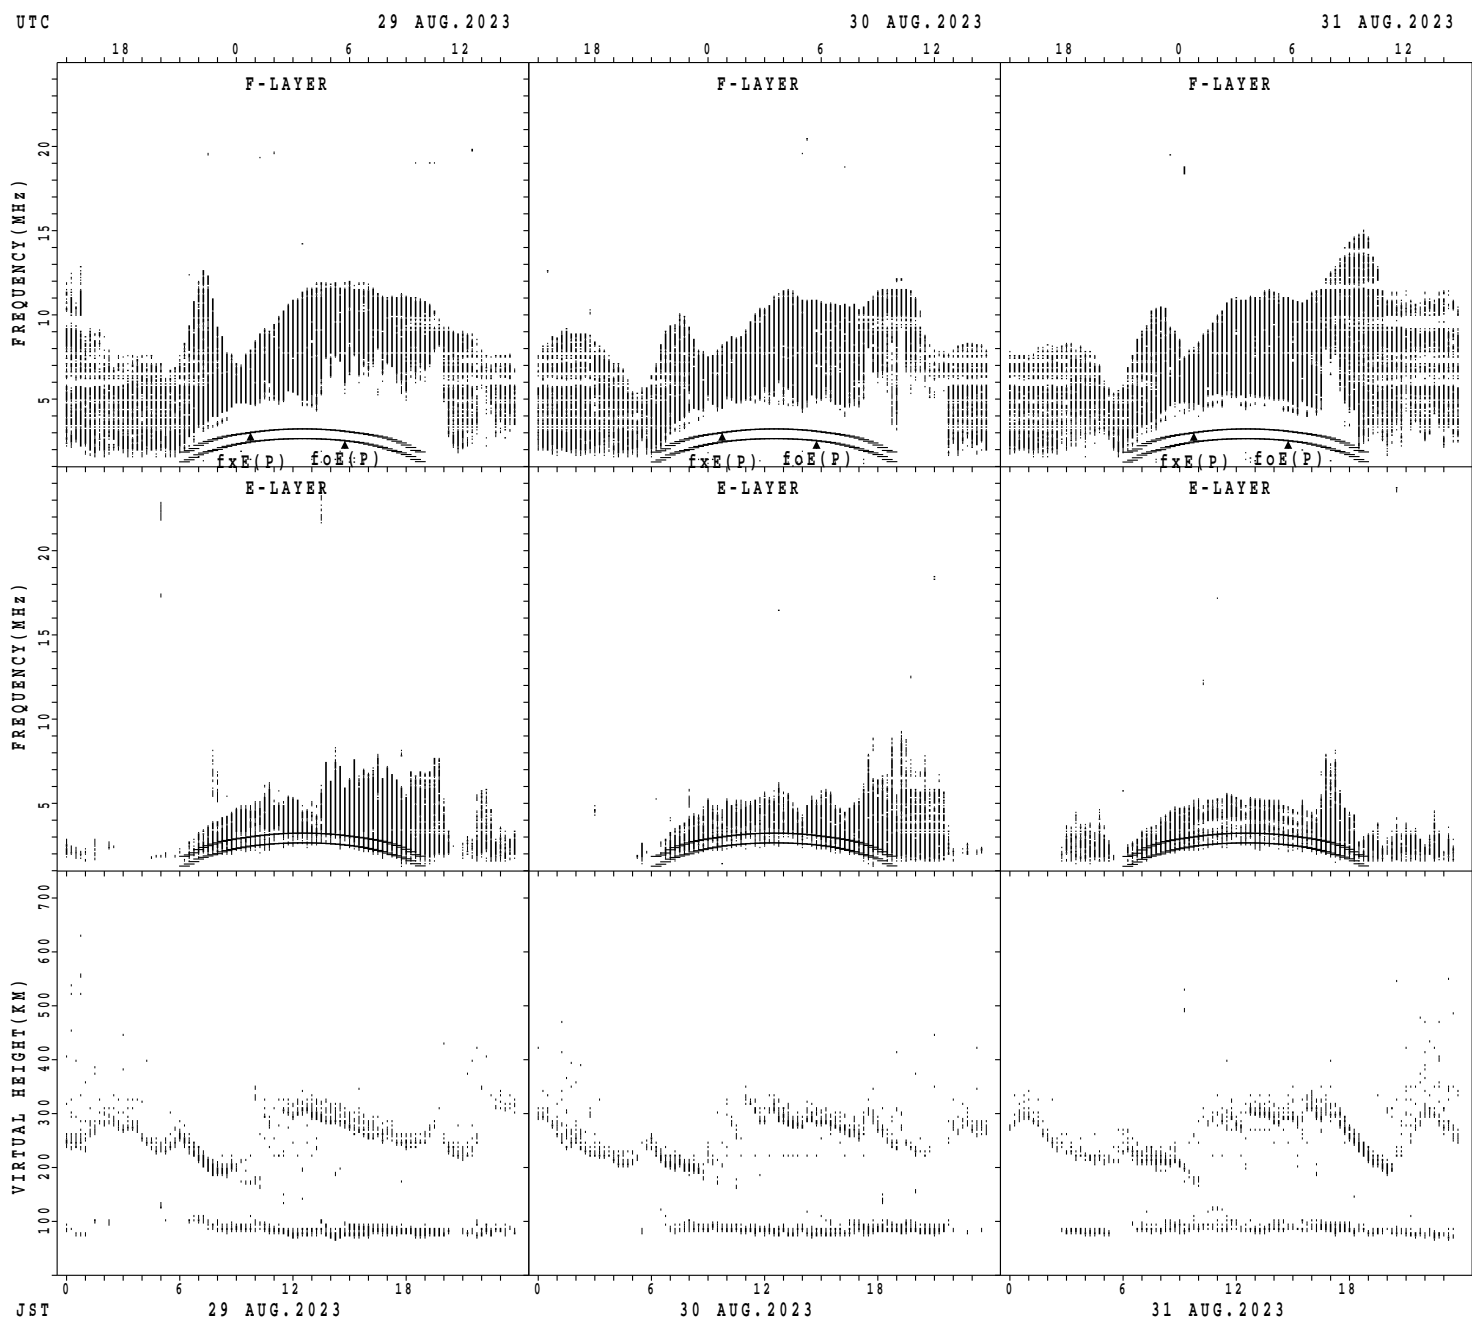 UTC 29 AUG.2023 30 AUG.2023 31 AUG.2023
18 0 6 12 18 0 6 12 18 0 6 12
F-LAYER F-LAYER F-LAYER
FREQUENCY(MHz)
20
15
10
5
fxE(P) foE(P) fxE(P) foE(P) fxE(P) foE(P)
E-LAYER E-LAYER E-LAYER
FREQUENCY(MHz)
20
15
10
5
VIRTUAL HEIGHT(KM)
700
600
500
400
300
200
100
0 6 12 18 0 6 12 18 0 6 12 18
JST 29 AUG.2023 30 AUG.2023 31 AUG.2023